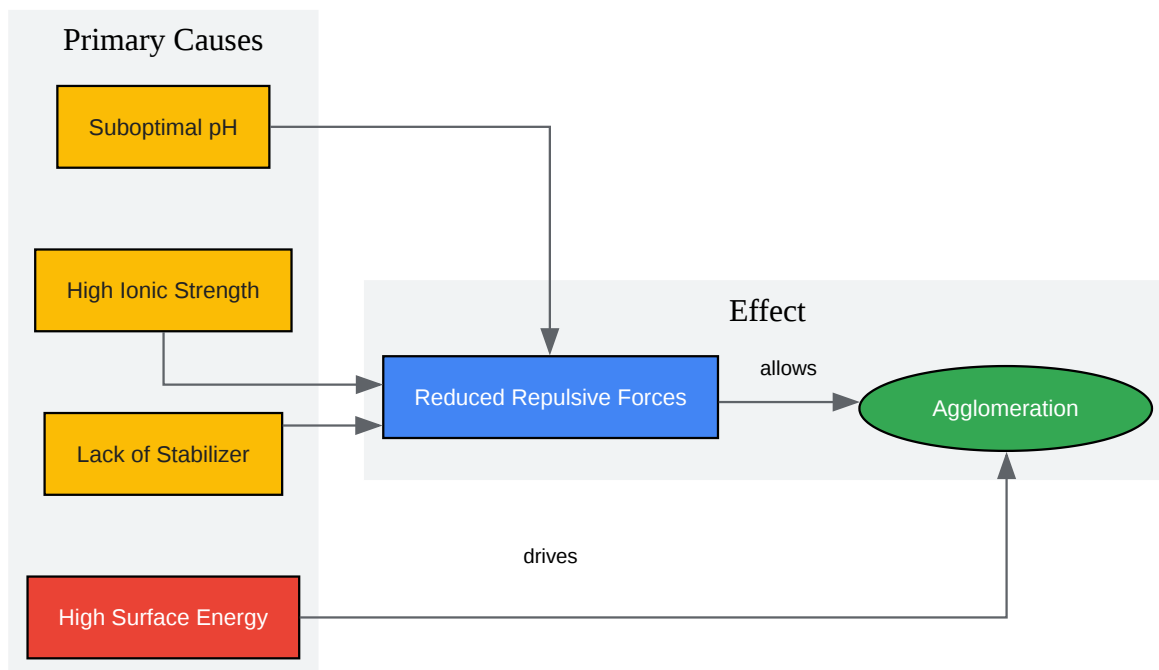 Primary Causes
Suboptimal pH
High Ionic Strength
Effect
allows
Reduced Repulsive Forces
Agglomeration
Lack of Stabilizer
drives
High Surface Energy